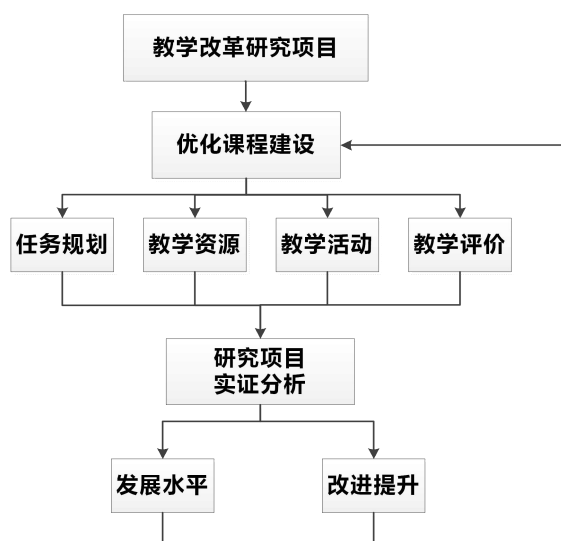 教学改革研究项目
优化课程建设
任务规划
教学资源
教学活动
教学评价
研究项目
实证分析
发展水平
改进提升